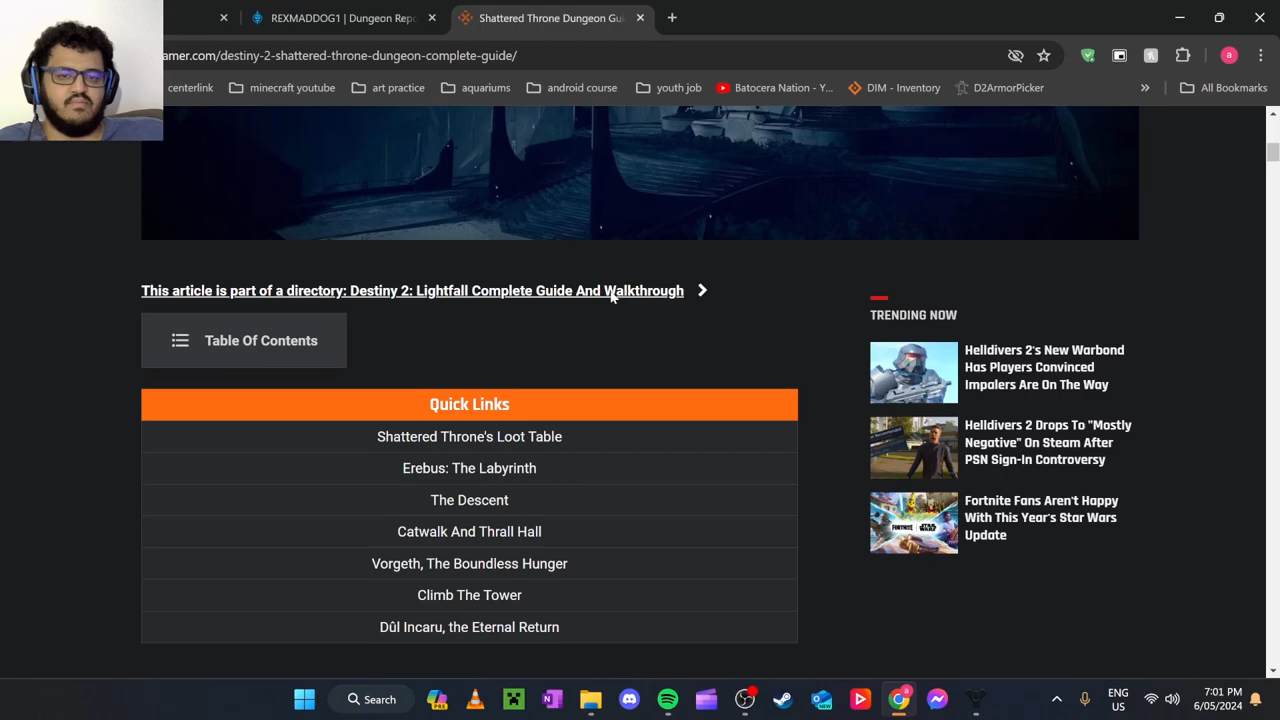 REXMADDOG1 | Dungeon Repo
Shattered Throne Dungeon Gui
amer.com/destiny-2-shattered-throne-dungeon-complete-guide/
a
centerlink
minecraft youtube
art practice
aquariums
android course
youth job
Batocera Nation - Y...
DIM - Inventory
D2ArmorPicker
All Bookmarks
This article is part of a directory: Destiny 2: Lightfall Complete Guide And Walkthrough
Table Of Contents
Quick Links
Shattered Throne's Loot Table
Erebus: The Labyrinth
The Descent
Catwalk And Thrall Hall
Vorgeth, The Boundless Hunger
Climb The Tower
Dûl Incaru, the Eternal Return
TRENDING NOW
Helldivers 2's New Warbond
Has Players Convinced
Impalers Are On The Way
Helldivers 2 Drops To "Mostly
Negative" On Steam After
PSN Sign-In Controversy
Fortnite Fans Aren't Happy
With This Year's Star Wars
Update
Search
ENG
US
7:01 PM
6/05/2024